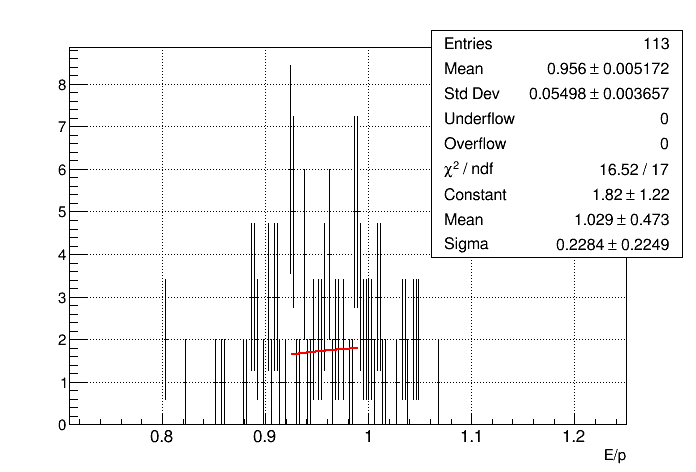 Entries 113
Mean 0.956 ± 0.005172
Std Dev 0.05498 ± 0.003657
Underflow 0
Overflow 0
χ² / ndf 16.52 / 17
Constant 1.82 ± 1.22
Mean 1.029 ± 0.473
Sigma 0.2284 ± 0.2249
8
7
6
5
4
3
2
1
0
0.8 0.9 1 1.1 1.2
E/p